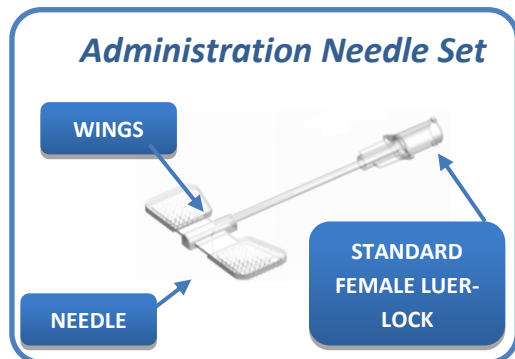 Administration Needle Set
WINGS
STANDARD
FEMALE LUER-
LOCK
NEEDLE